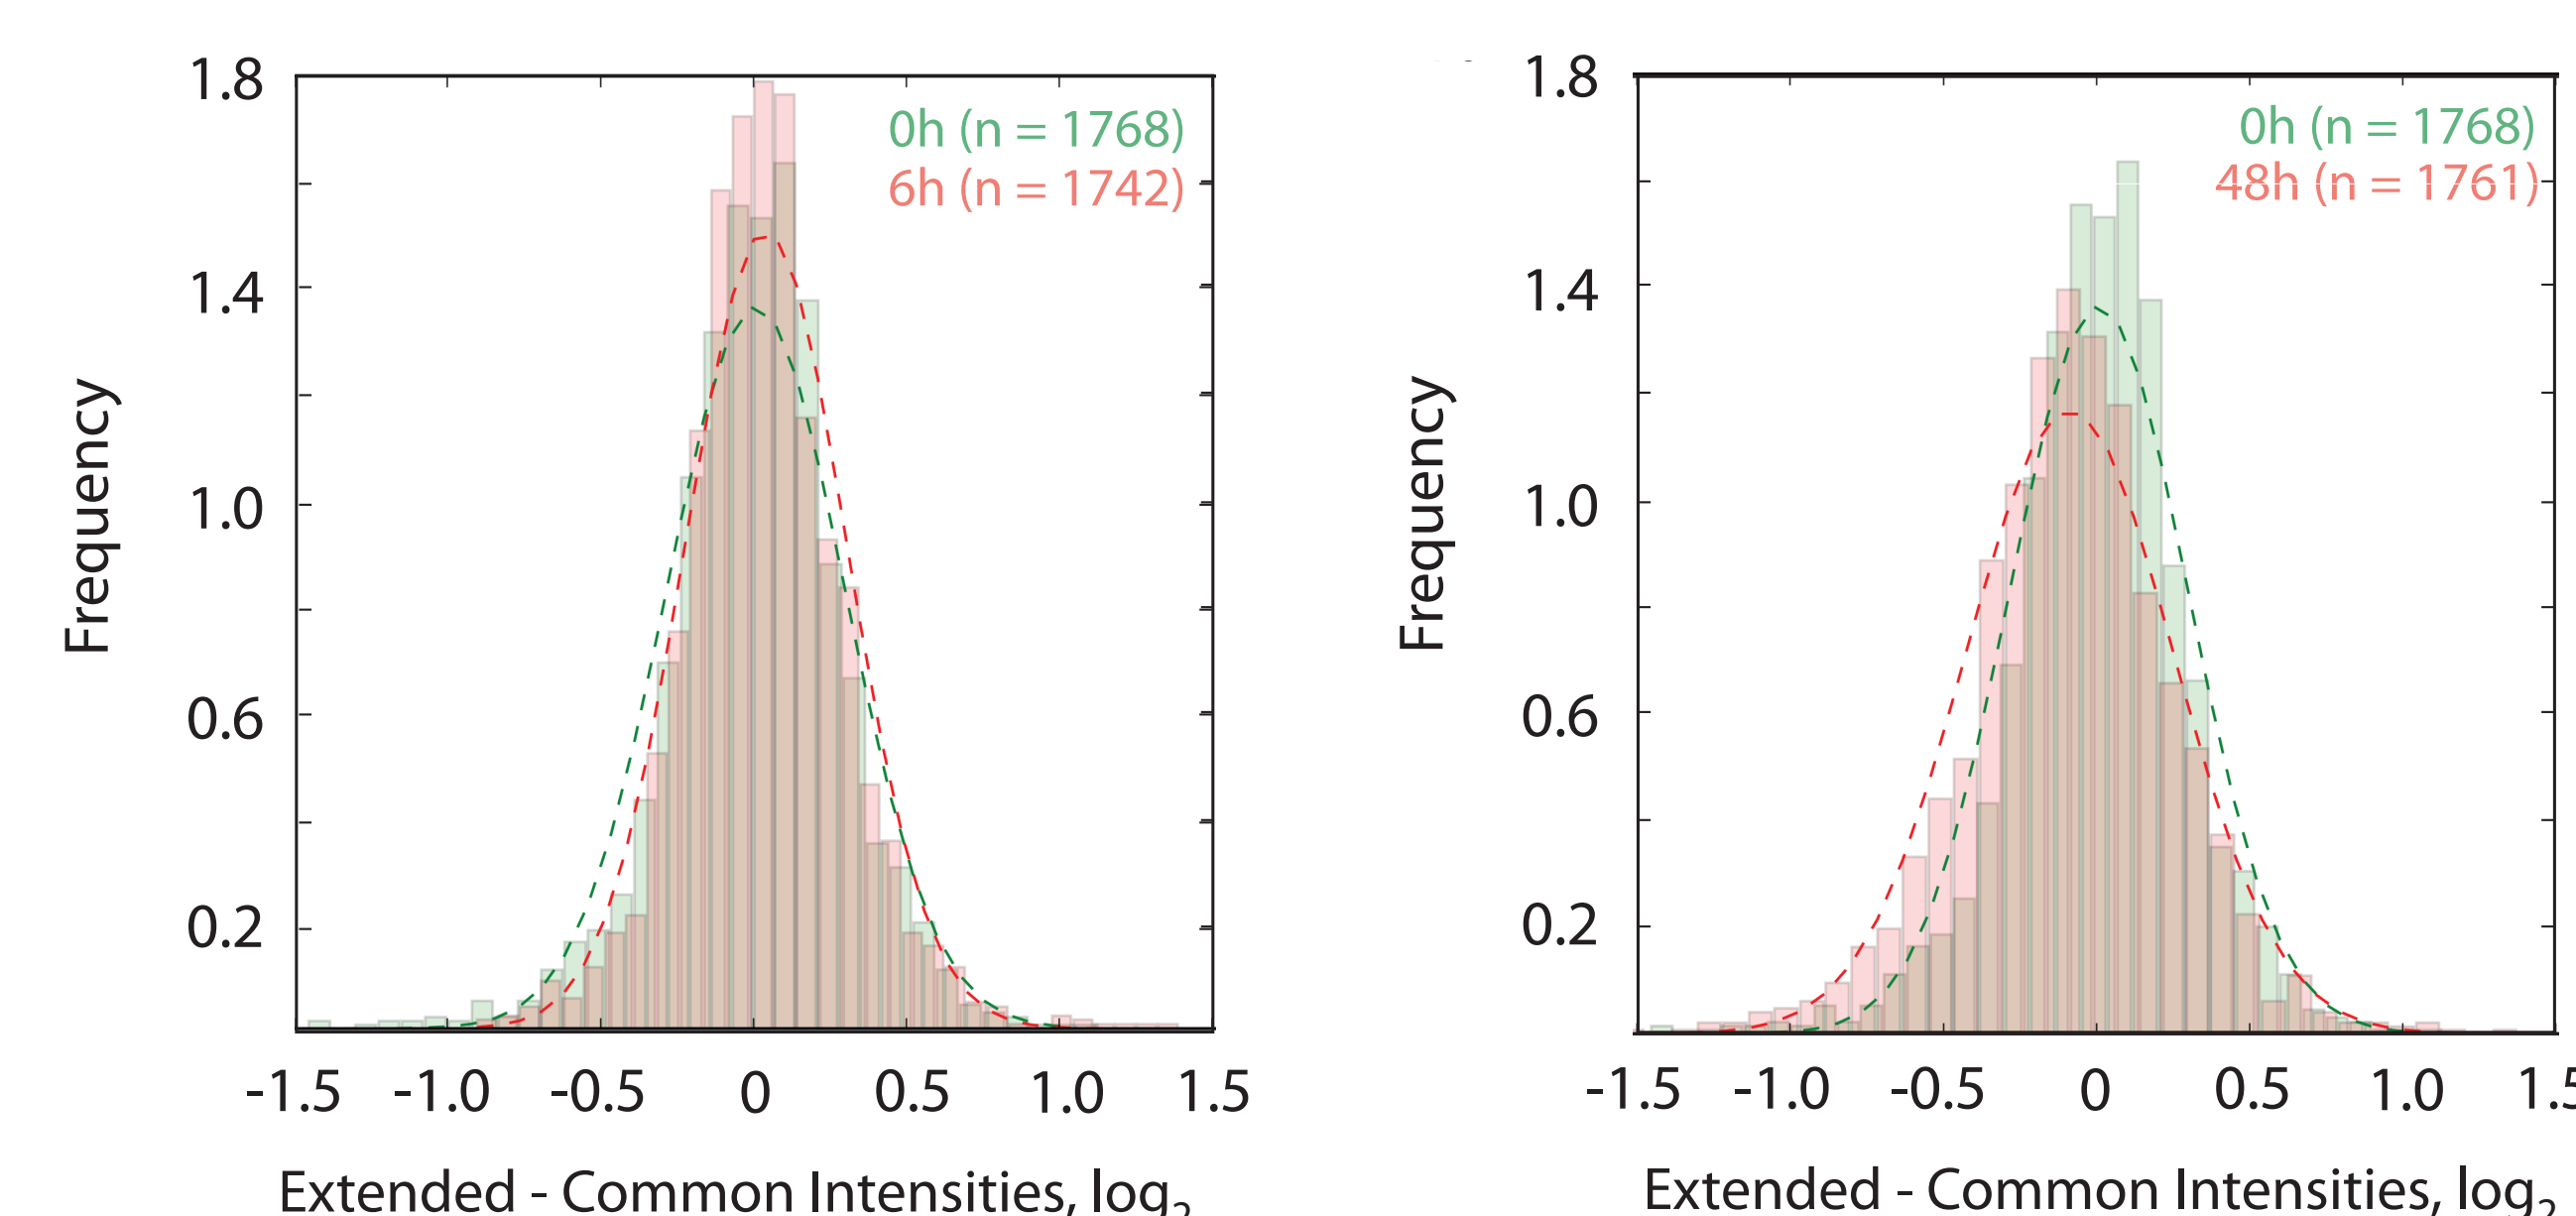 1.8
1.4
1.0
0.6
0.2
Frequency
0h (n = 1768)
6h (n = 1742)
-1.5 -1.0 -0.5 0 0.5 1.0 1.5
Extended - Common Intensities, log2
1.8
1.4
1.0
0.6
0.2
Frequency
0h (n = 1768)
48h (n = 1761)
-1.5 -1.0 -0.5 0 0.5 1.0 1.5
Extended - Common Intensities, log2